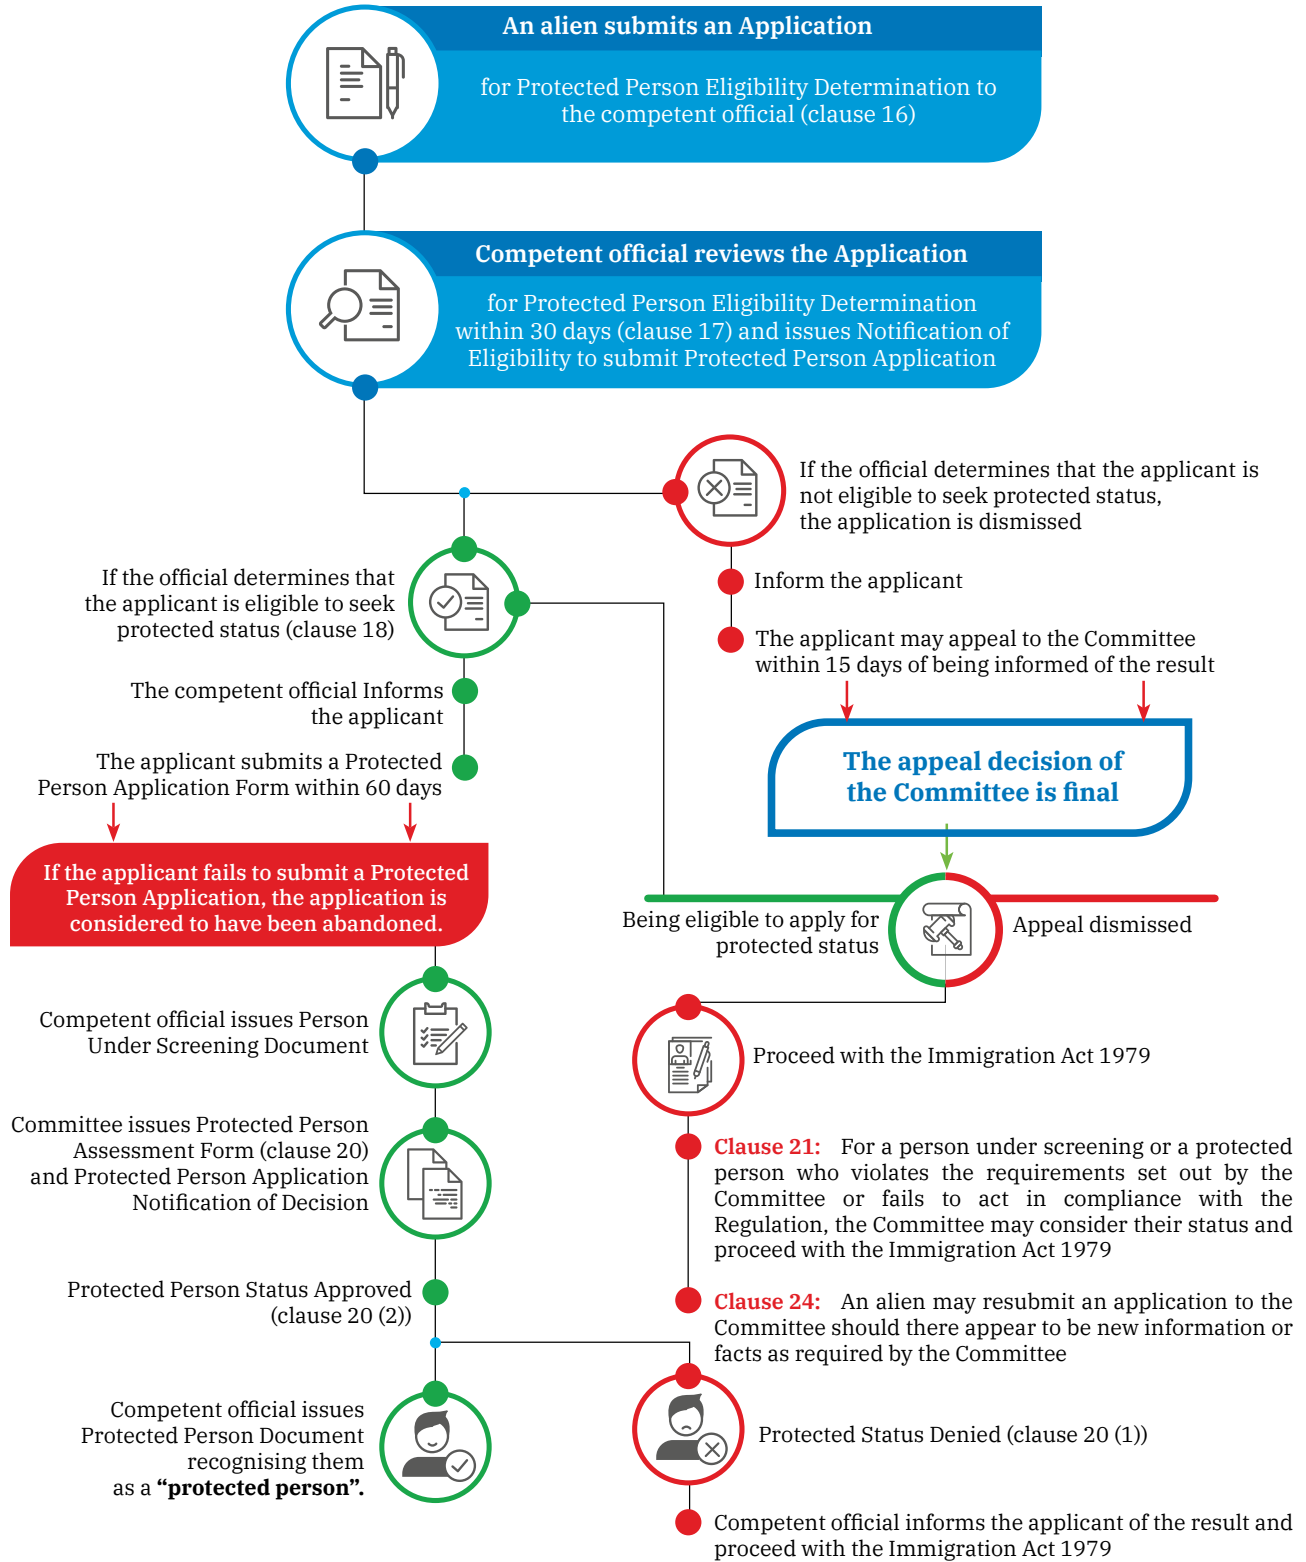 An alien submits an Application
for Protected Person Eligibility Determination to
the competent official (clause 16)
Competent official reviews the Application
for Protected Person Eligibility Determination
within 30 days (clause 17) and issues Notification of
Eligibility to submit Protected Person Application
If the official determines that the applicant is
not eligible to seek protected status,
the application is dismissed
Inform the applicant
The applicant may appeal to the Committee
within 15 days of being informed of the result
The appeal decision of
the Committee is final
If the official determines that
the applicant is eligible to seek
protected status (clause 18)
The competent official Informs
the applicant
The applicant submits a Protected
Person Application Form within 60 days
If the applicant fails to submit a Protected
Person Application, the application is
considered to have been abandoned.
Being eligible to apply for
protected status
Appeal dismissed
Competent official issues Person
Under Screening Document
Committee issues Protected Person
Assessment Form (clause 20)
and Protected Person Application
Notification of Decision
Protected Person Status Approved
(clause 20 (2))
Competent official issues
Protected Person Document
recognising them
as a “protected person”.
Proceed with the Immigration Act 1979
Clause 21: For a person under screening or a protected
person who violates the requirements set out by the
Committee or fails to act in compliance with the
Regulation, the Committee may consider their status and
proceed with the Immigration Act 1979
Clause 24: An alien may resubmit an application to the
Committee should there appear to be new information or
facts as required by the Committee
Protected Status Denied (clause 20 (1))
Competent official informs the applicant of the result and
proceed with the Immigration Act 1979